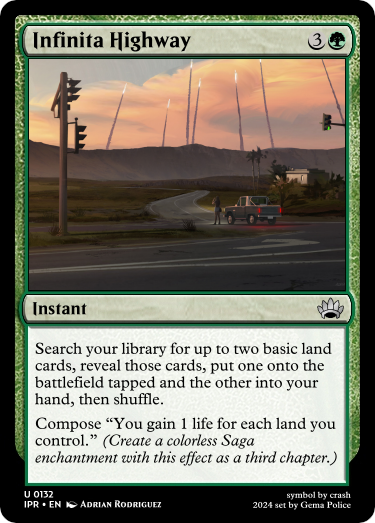 Infinita Highway 3
Instant
Search your library for up to two basic land
cards, reveal those cards, put one onto the
battlefield tapped and the other into your
hand, then shuffle.
Compose “You gain 1 life for each land you
control.” (Create a colorless Saga
enchantment with this effect as a third chapter.)
U 0132
IPR • EN Adrian Rodriguez
symbol by crash
2024 set by Gema Police